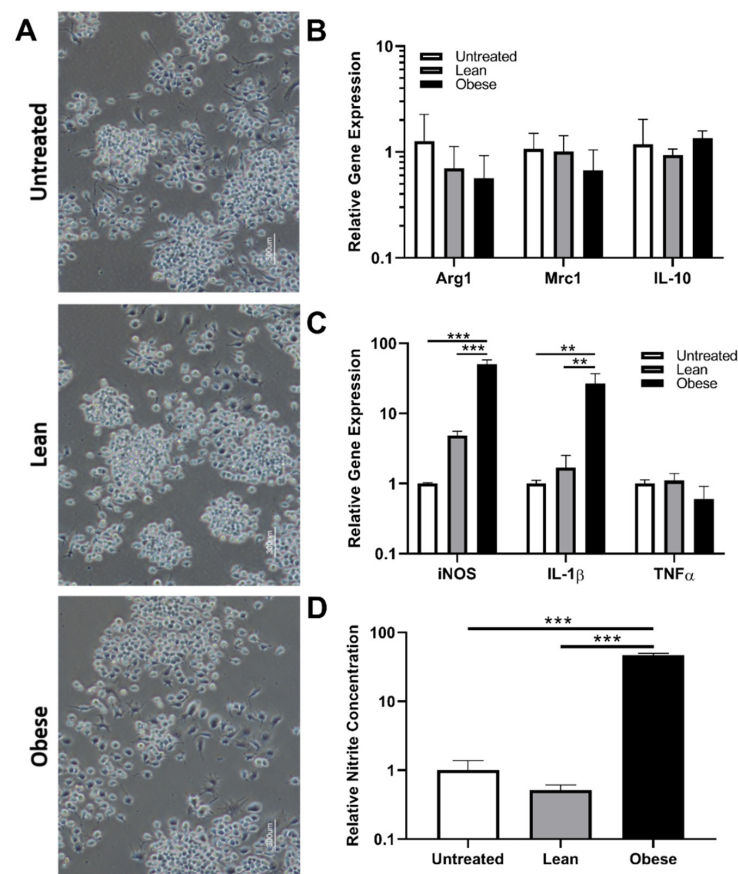 A
Untreated
300um
Lean
Obese
B
Relative Gene Expression
10
1
0.1
Untreated
Lean
Obese
Arg1
Mrc1
IL-10
C
Relative Gene Expression
100
10
1
0.1
***
***
**
**
Untreated
Lean
Obese
iNOS
IL-1β
TNFα
D
Relative Nitrite Concentration
100
10
1
0.1
***
***
Untreated
Lean
Obese